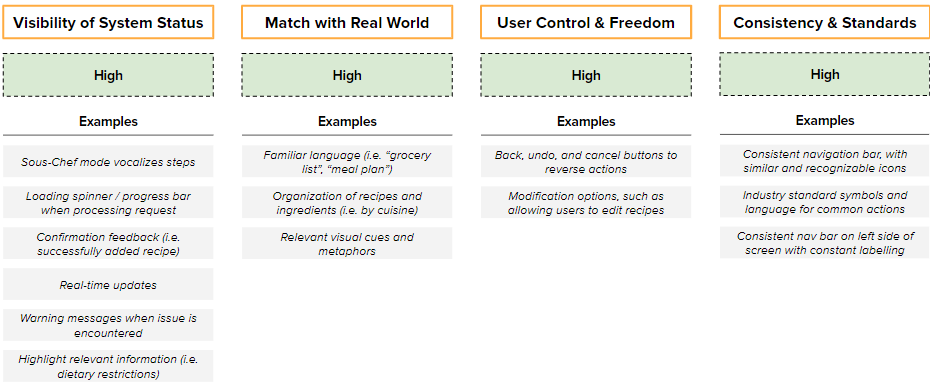 Visibility of System Status
High
Examples
Sous-Chef mode vocalizes steps
Loading spinner / progress bar
when processing request
Confirmation feedback (i.e.
successfully added recipe)
Real-time updates
Warning messages when issue is
encountered
Highlight relevant information (i.e.
dietary restrictions)
Match with Real World
High
Examples
Familiar language (i.e. “grocery
list”, “meal plan”)
Organization of recipes and
ingredients (i.e. by cuisine)
Relevant visual cues and
metaphors
User Control & Freedom
High
Examples
Back, undo, and cancel buttons to
reverse actions
Modification options, such as
allowing users to edit recipes
Consistency & Standards
High
Examples
Consistent navigation bar, with
similar and recognizable icons
Industry standard symbols and
language for common actions
Consistent nav bar on left side of
screen with constant labelling